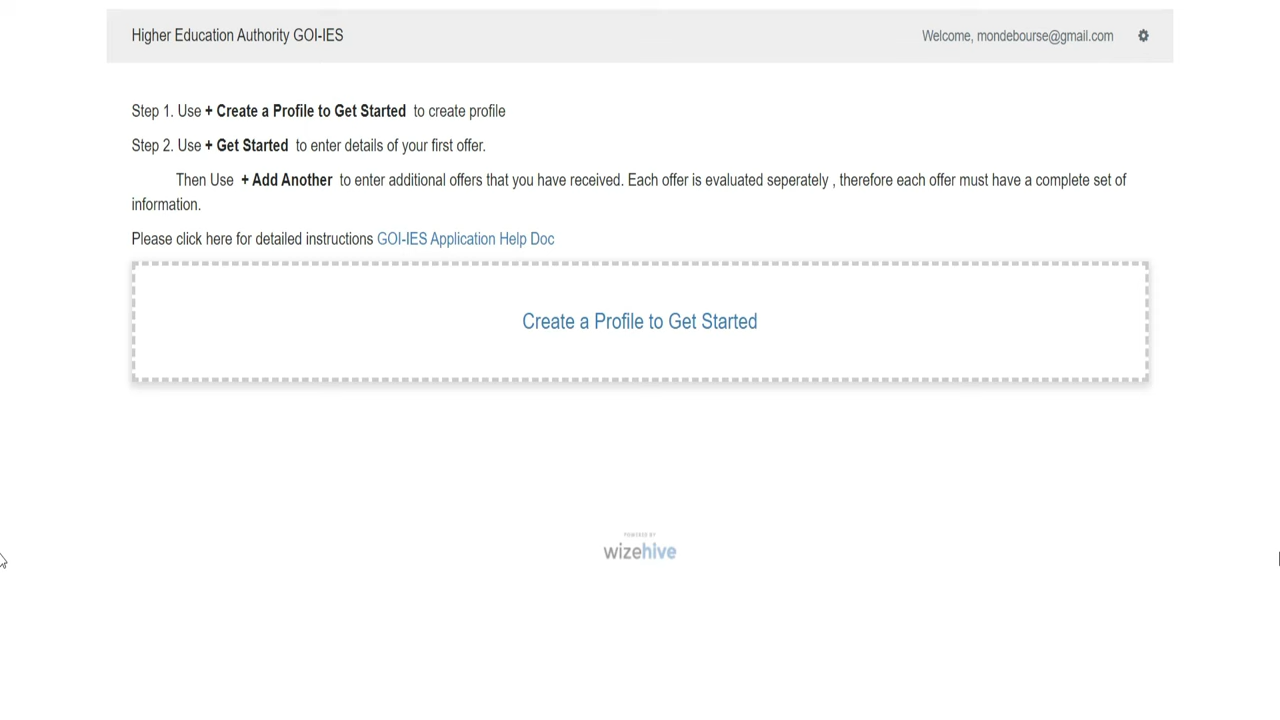 Higher Education Authority GOI-IES
Welcome, mondebourse@gmail.com
Step 1. Use + Create a Profile to Get Started to create profile
Step 2. Use + Get Started to enter details of your first offer.
Then Use + Add Another to enter additional offers that you have received. Each offer is evaluated seperately , therefore each offer must have a complete set of
information.
Please click here for detailed instructions GOI-IES Application Help Doc
Create a Profile to Get Started
POWERED BY
wizehive